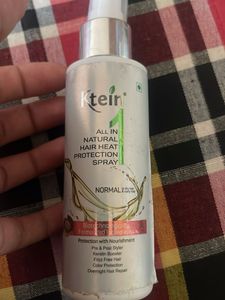 Ktein®
1
ALL IN
NATURAL
HAIR HEAT
PROTECTION
SPRAY
NORMAL
Protection with Nourishment
Pre & Post Styler
Keratin Booster
Frizz Free Hair
Color Protection
Overnight Hair Repair